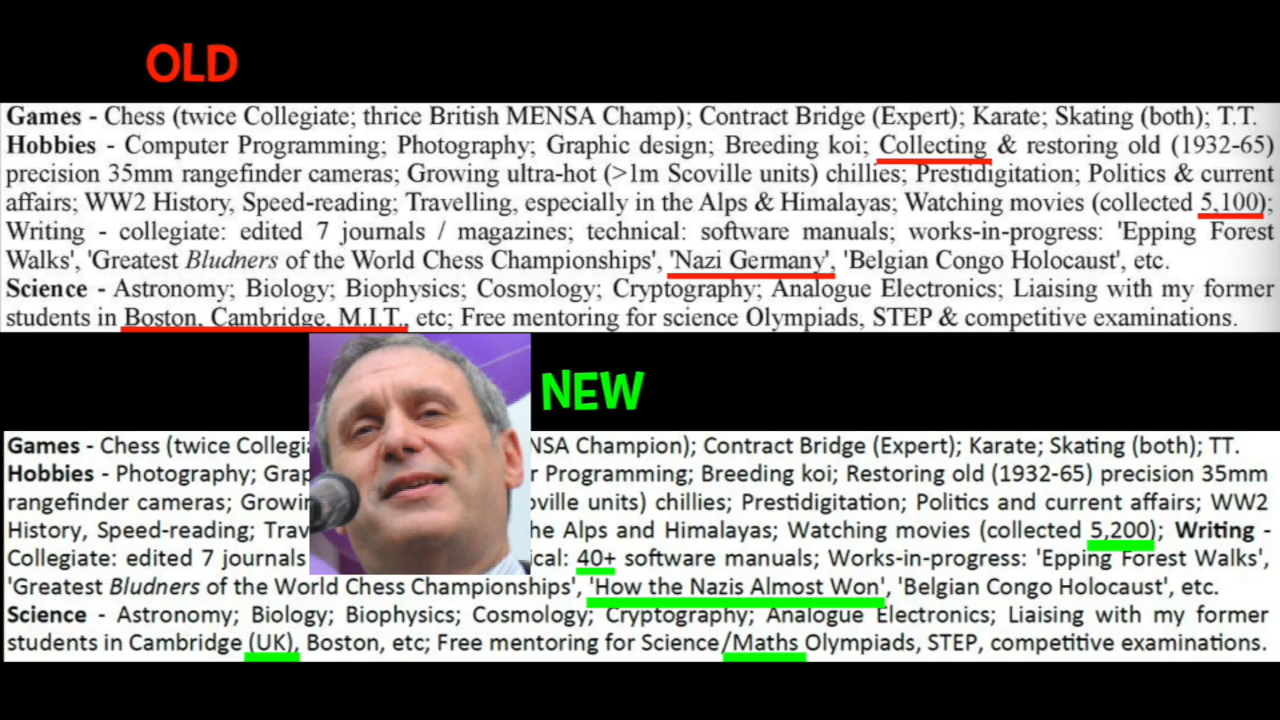 OLD
Games - Chess (twice Collegiate; thrice British MENSA Champ); Contract Bridge (Expert); Karate; Skating (both); T.T.
Hobbies - Computer Programming; Photography; Graphic design; Breeding koi; Collecting & restoring old (1932-65)
precision 35mm rangefinder cameras; Growing ultra-hot (>1m Scoville units) chillies; Prestidigitation; Politics & current
affairs; WW2 History, Speed-reading; Travelling, especially in the Alps & Himalayas; Watching movies (collected 5,100);
Writing - collegiate: edited 7 journals / magazines; technical: software manuals; works-in-progress: 'Epping Forest
Walks', 'Greatest Bludners of the World Chess Championships', 'Nazi Germany', 'Belgian Congo Holocaust', etc.
Science - Astronomy; Biology; Biophysics; Cosmology; Cryptography; Analogue Electronics; Liaising with my former
students in Boston, Cambridge, M.I.T., etc; Free mentoring for science Olympiads, STEP & competitive examinations.
NEW
Games - Chess (twice Collegi NSA Champion); Contract Bridge (Expert); Karate; Skating (both); TT.
Hobbies - Photography; Grap r Programming; Breeding koi; Restoring old (1932-65) precision 35mm
rangefinder cameras; Growin oville units) chillies; Prestidigitation; Politics and current affairs; WW2
History, Speed-reading; Trav he Alps and Himalayas; Watching movies (collected 5,200); Writing -
Collegiate: edited 7 journals ical: 40+ software manuals; Works-in-progress: 'Epping Forest Walks',
'Greatest Bludners of the World Chess Championships', 'How the Nazis Almost Won', 'Belgian Congo Holocaust', etc.
Science - Astronomy; Biology; Biophysics; Cosmology; Cryptography; Analogue Electronics; Liaising with my former
students in Cambridge (UK), Boston, etc; Free mentoring for Science/Maths Olympiads, STEP, competitive examinations.